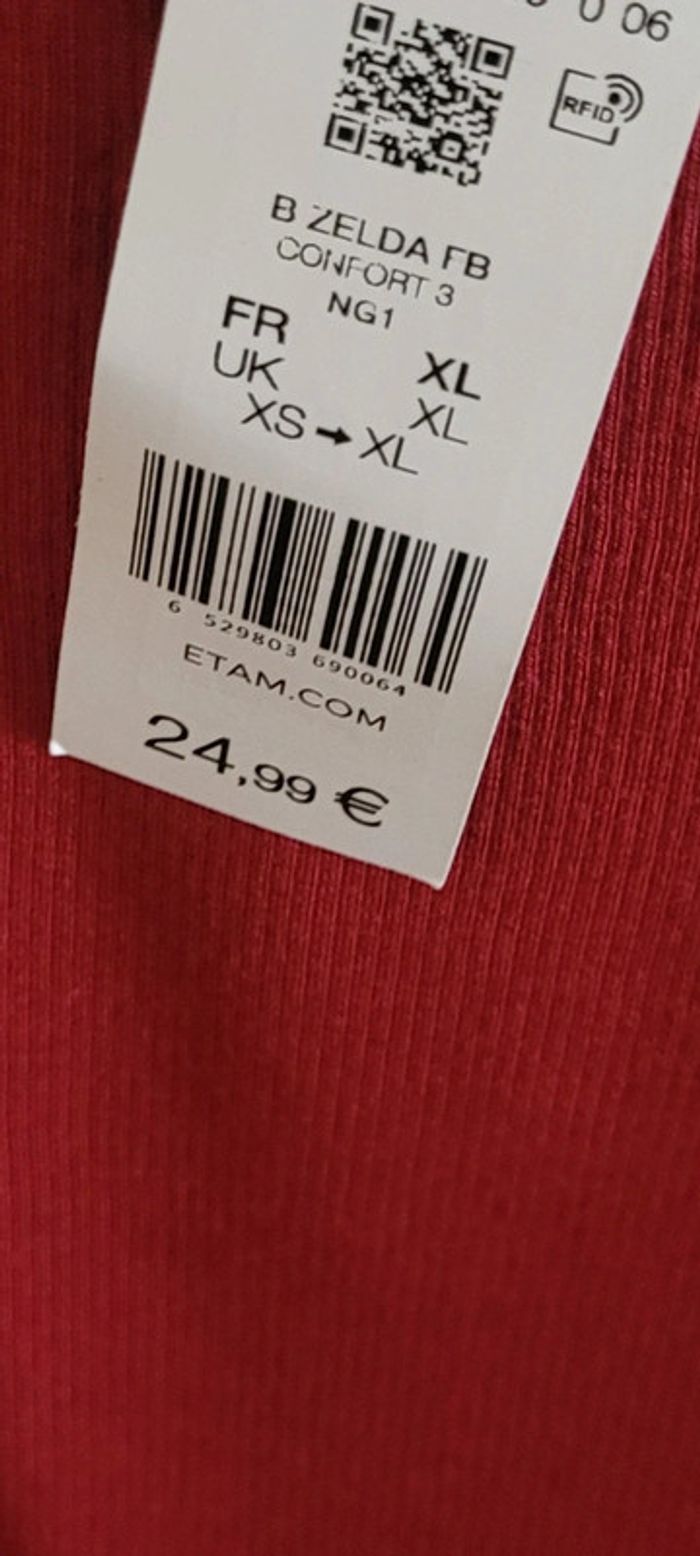 0 06
RFID
B ZELDA FB
CONFORT 3
NG1
FR XL
UK XL
XS → XL
6 529803 690064
ETAM.COM
24,99 €